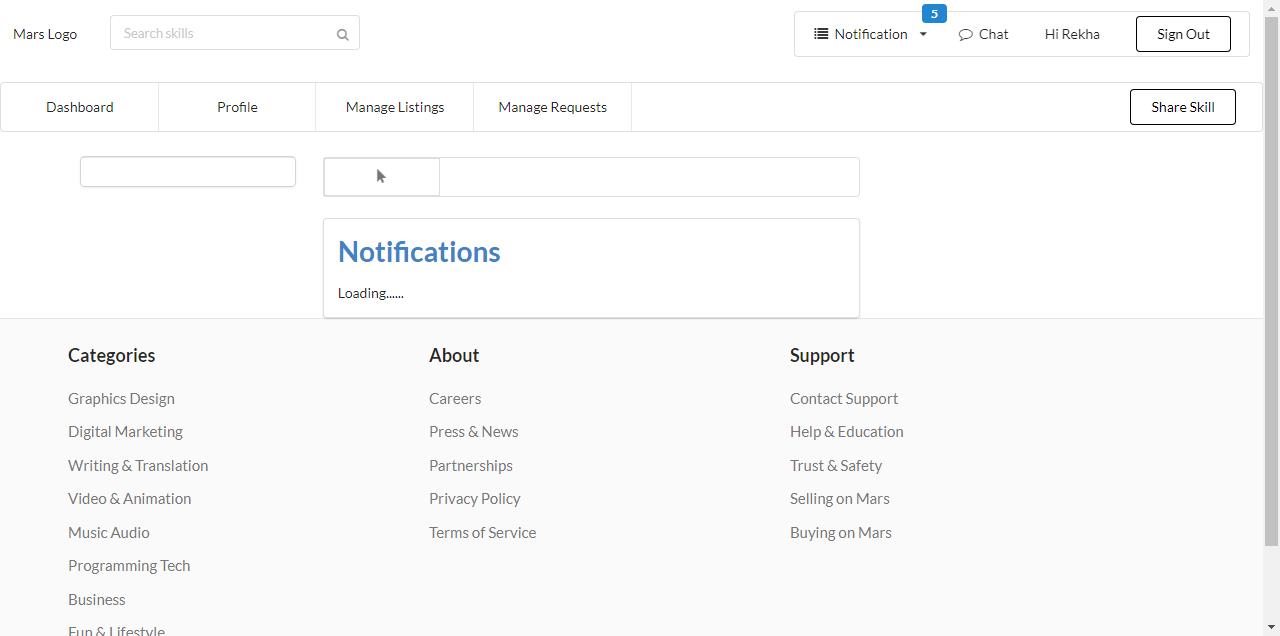 5
Mars Logo Search skills Notification Chat Hi Rekha Sign Out
Dashboard Profile Manage Listings Manage Requests Share Skill
Notifications
Loading......
Categories
Graphics Design
Digital Marketing
Writing & Translation
Video & Animation
Music Audio
Programming Tech
Business
Fun & Lifestyle
About
Careers
Press & News
Partnerships
Privacy Policy
Terms of Service
Support
Contact Support
Help & Education
Trust & Safety
Selling on Mars
Buying on Mars